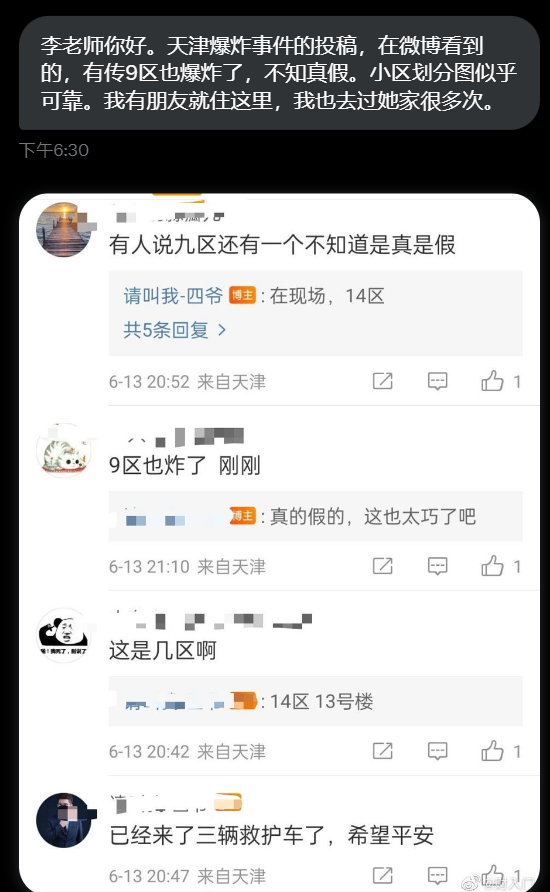 李老师你好。天津爆炸事件的投稿，在微博看到
的，有传9区也爆炸了，不知真假。小区划分图似乎
可靠。我有朋友就住这里，我也去过她家很多次。
下午6:30
有人说九区还有一个不知道是真是假
请叫我-四爷 博主：在现场，14区
共5条回复 >
6-13 20:52 来自天津 1
9区也炸了 刚刚
博主：真的假的，这也太巧了吧
6-13 21:10 来自天津 1
这是几区啊
：14区 13号楼
6-13 20:42 来自天津 1
已经来了三辆救护车了，希望平安
6-13 20:47 来自天津 1